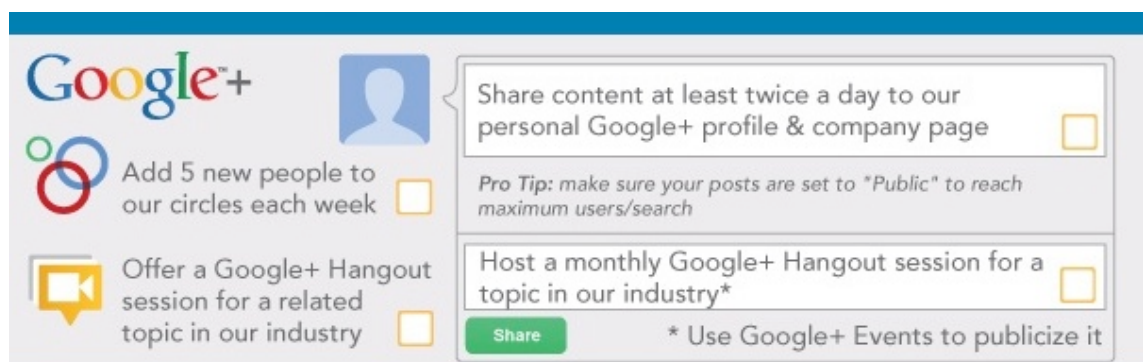 Google™+
Add 5 new people to
our circles each week
Offer a Google+ Hangout
session for a related
topic in our industry
Share content at least twice a day to our
personal Google+ profile & company page
Pro Tip: make sure your posts are set to "Public" to reach
maximum users/search
Host a monthly Google+ Hangout session for a
topic in our industry*
Share
* Use Google+ Events to publicize it